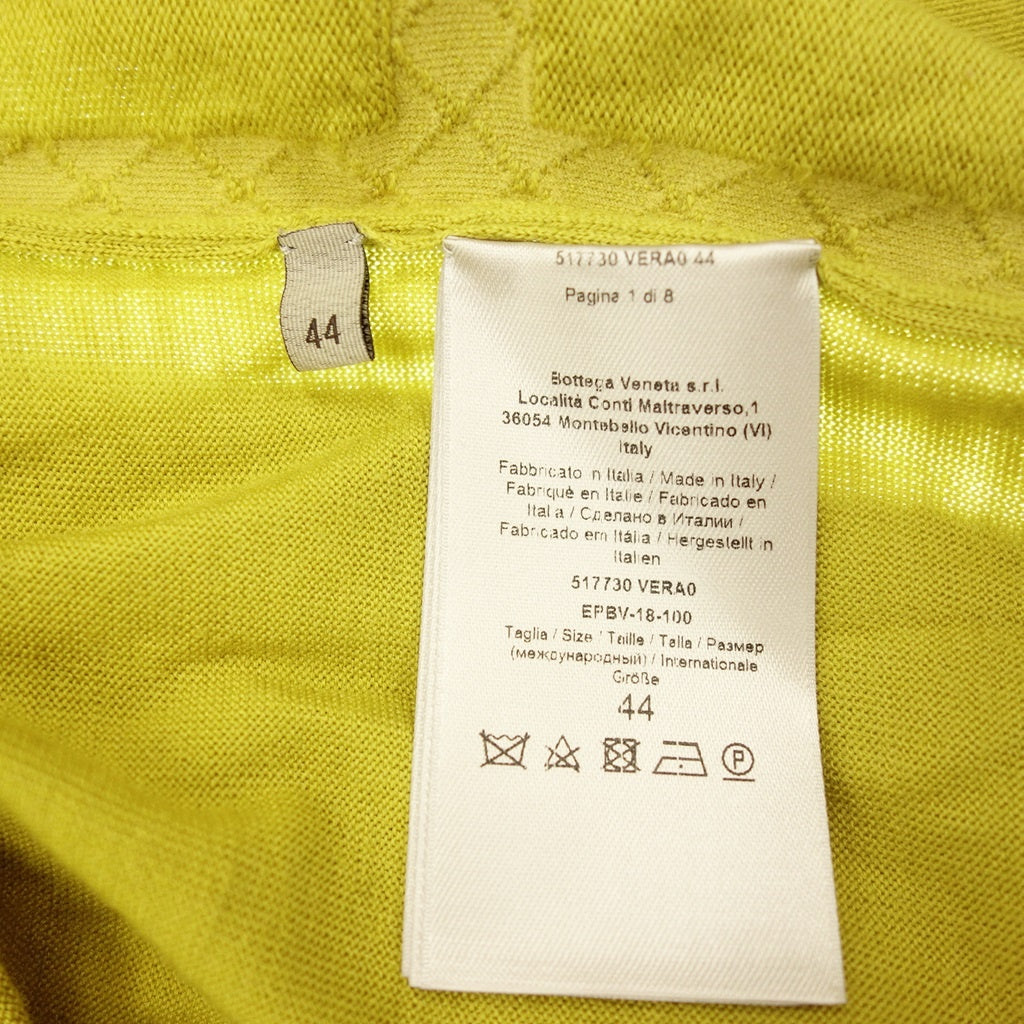 44
517730 VERA0 44
Pagina 1 di 8
Bottega Veneta s.r.l.
Località Conti Maltraverso,1
36054 Montebello Vicentino (VI)
Italy
Fabbricato in Italia / Made in Italy /
Fabriqué en Italie / Fabricado en
Italia / Сделано в Италии /
Fabricado em Itália / Hergestellt in
Italien
517730 VERA0
EPBV-18-100
Taglia / Size / Taille / Talla / Размер
(международный) / Internationale
Größe
44
P